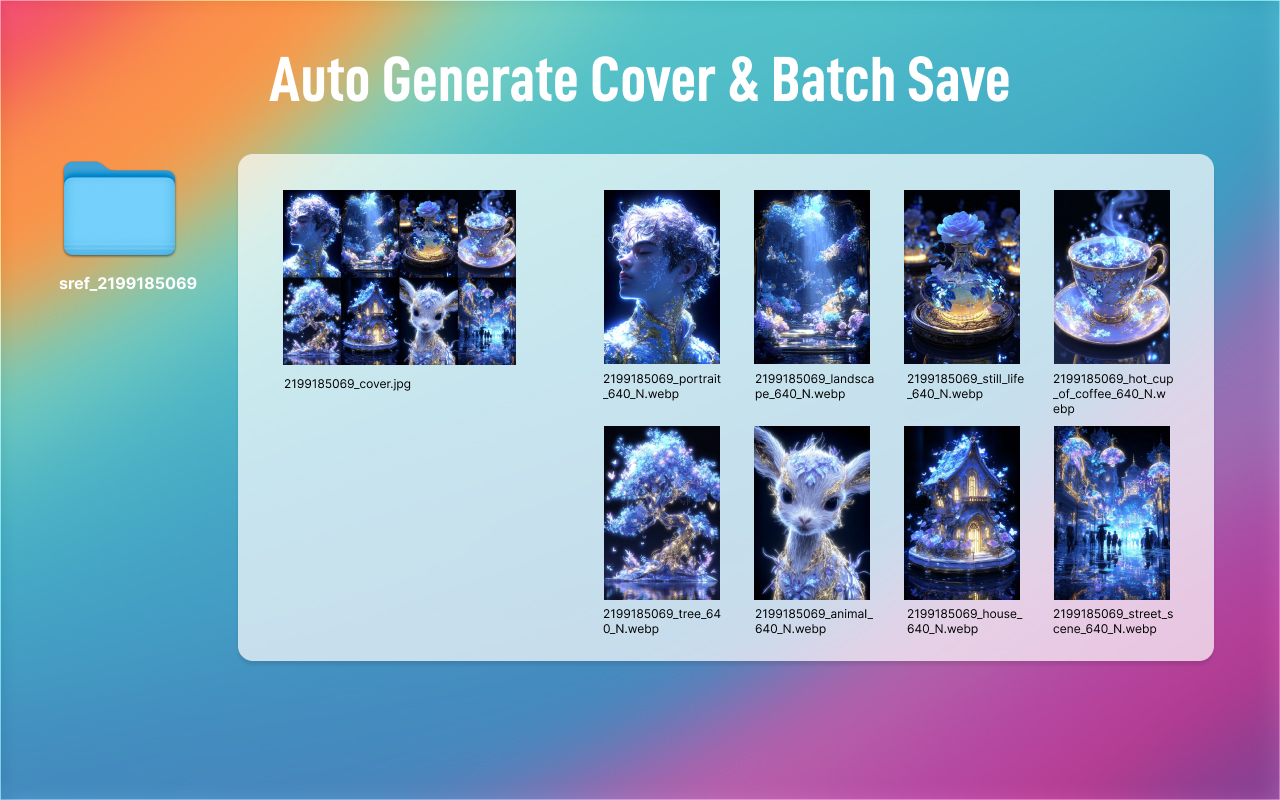 Auto Generate Cover & Batch Save
sref_2199185069
2199185069_cover.jpg
2199185069_portrait
_640_N.webp
2199185069_landsca
pe_640_N.webp
2199185069_still_life
_640_N.webp
2199185069_hot_cup
_of_coffee_640_N.w
ebp
2199185069_tree_64
0_N.webp
2199185069_animal_
640_N.webp
2199185069_house_
640_N.webp
2199185069_street_s
cene_640_N.webp